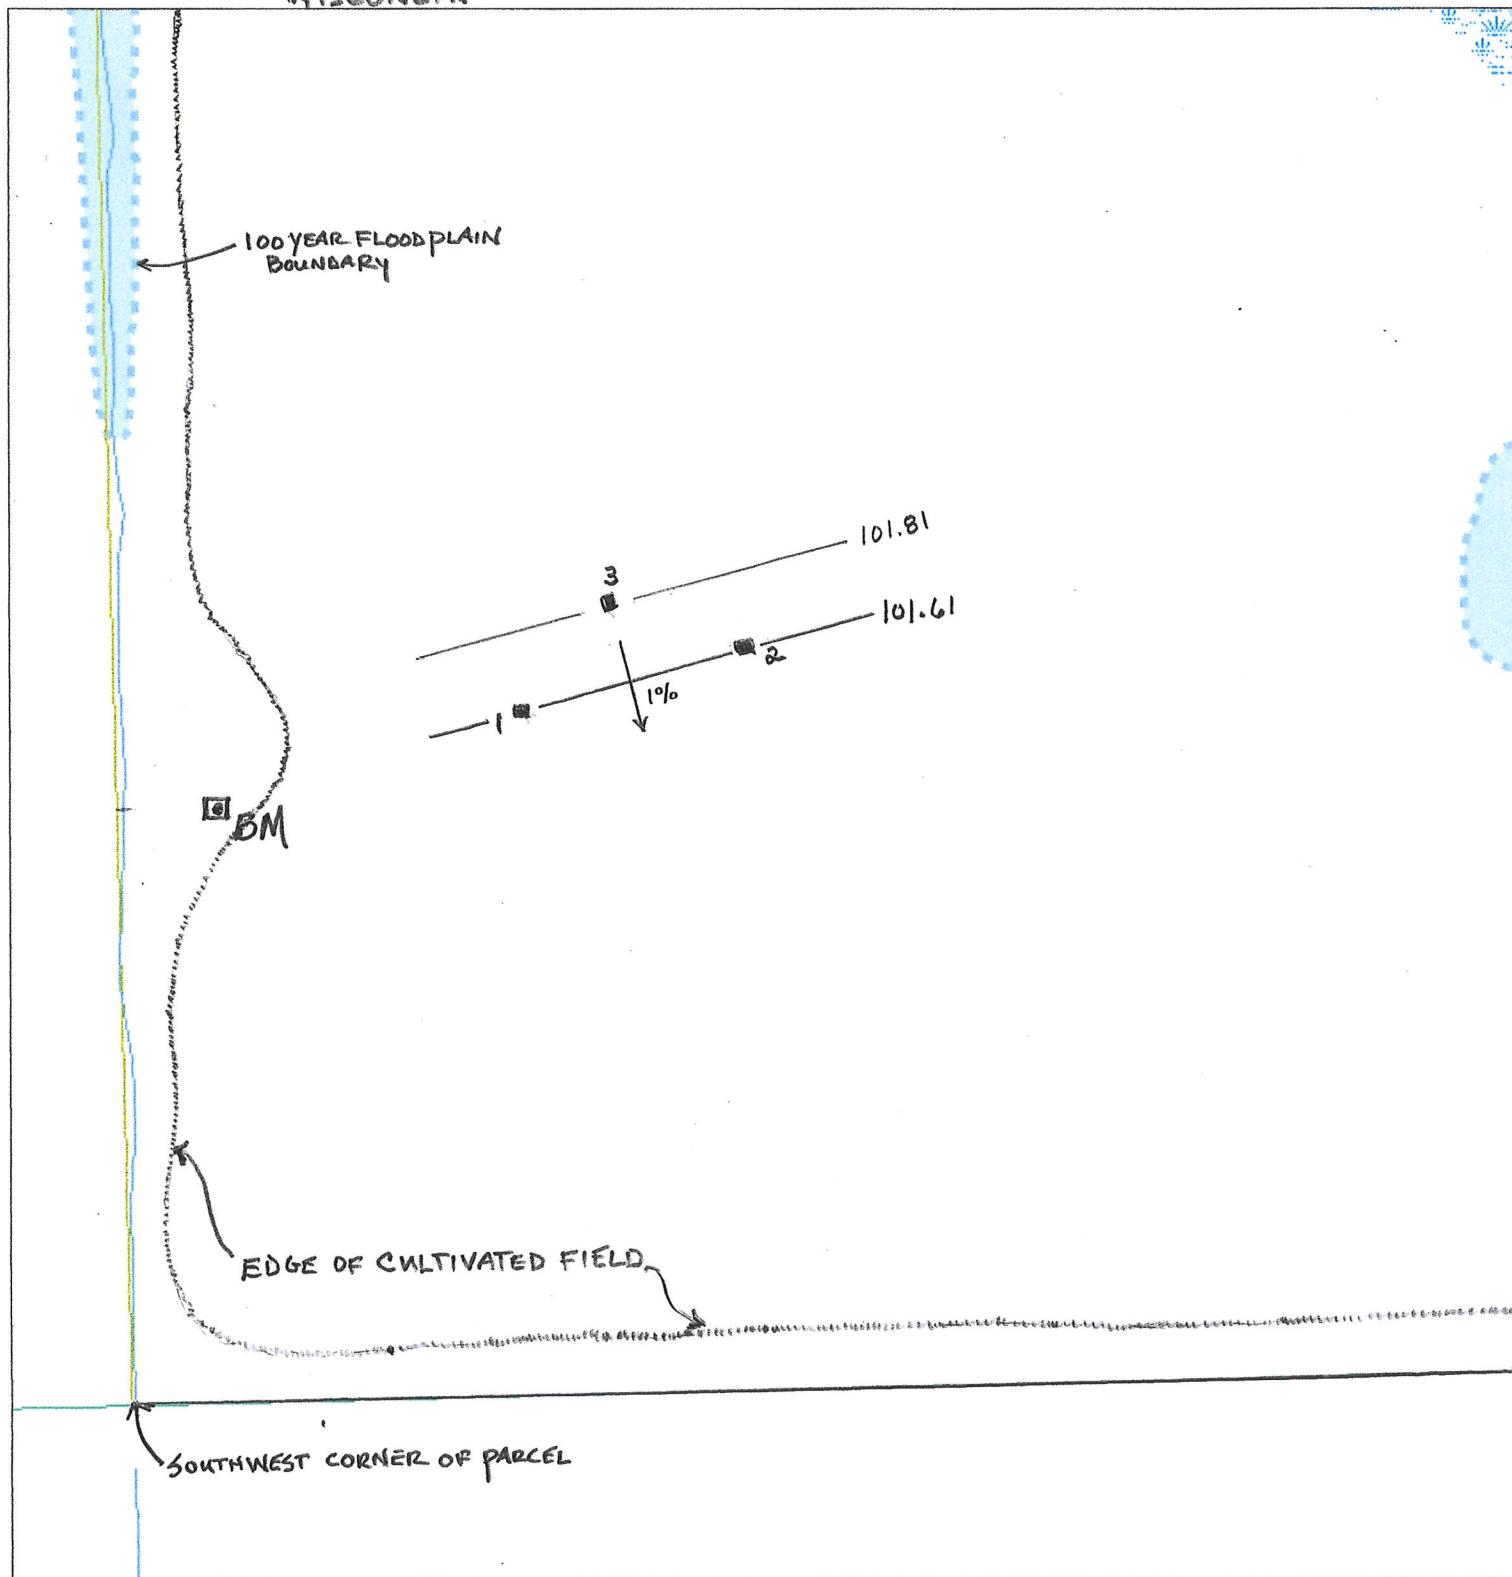 100 YEAR FLOODPLAIN
BOUNDARY
101.81
3
101.61
2
1%
1
BM
EDGE OF CULTIVATED FIELD
SOUTHWEST CORNER OF PARCEL